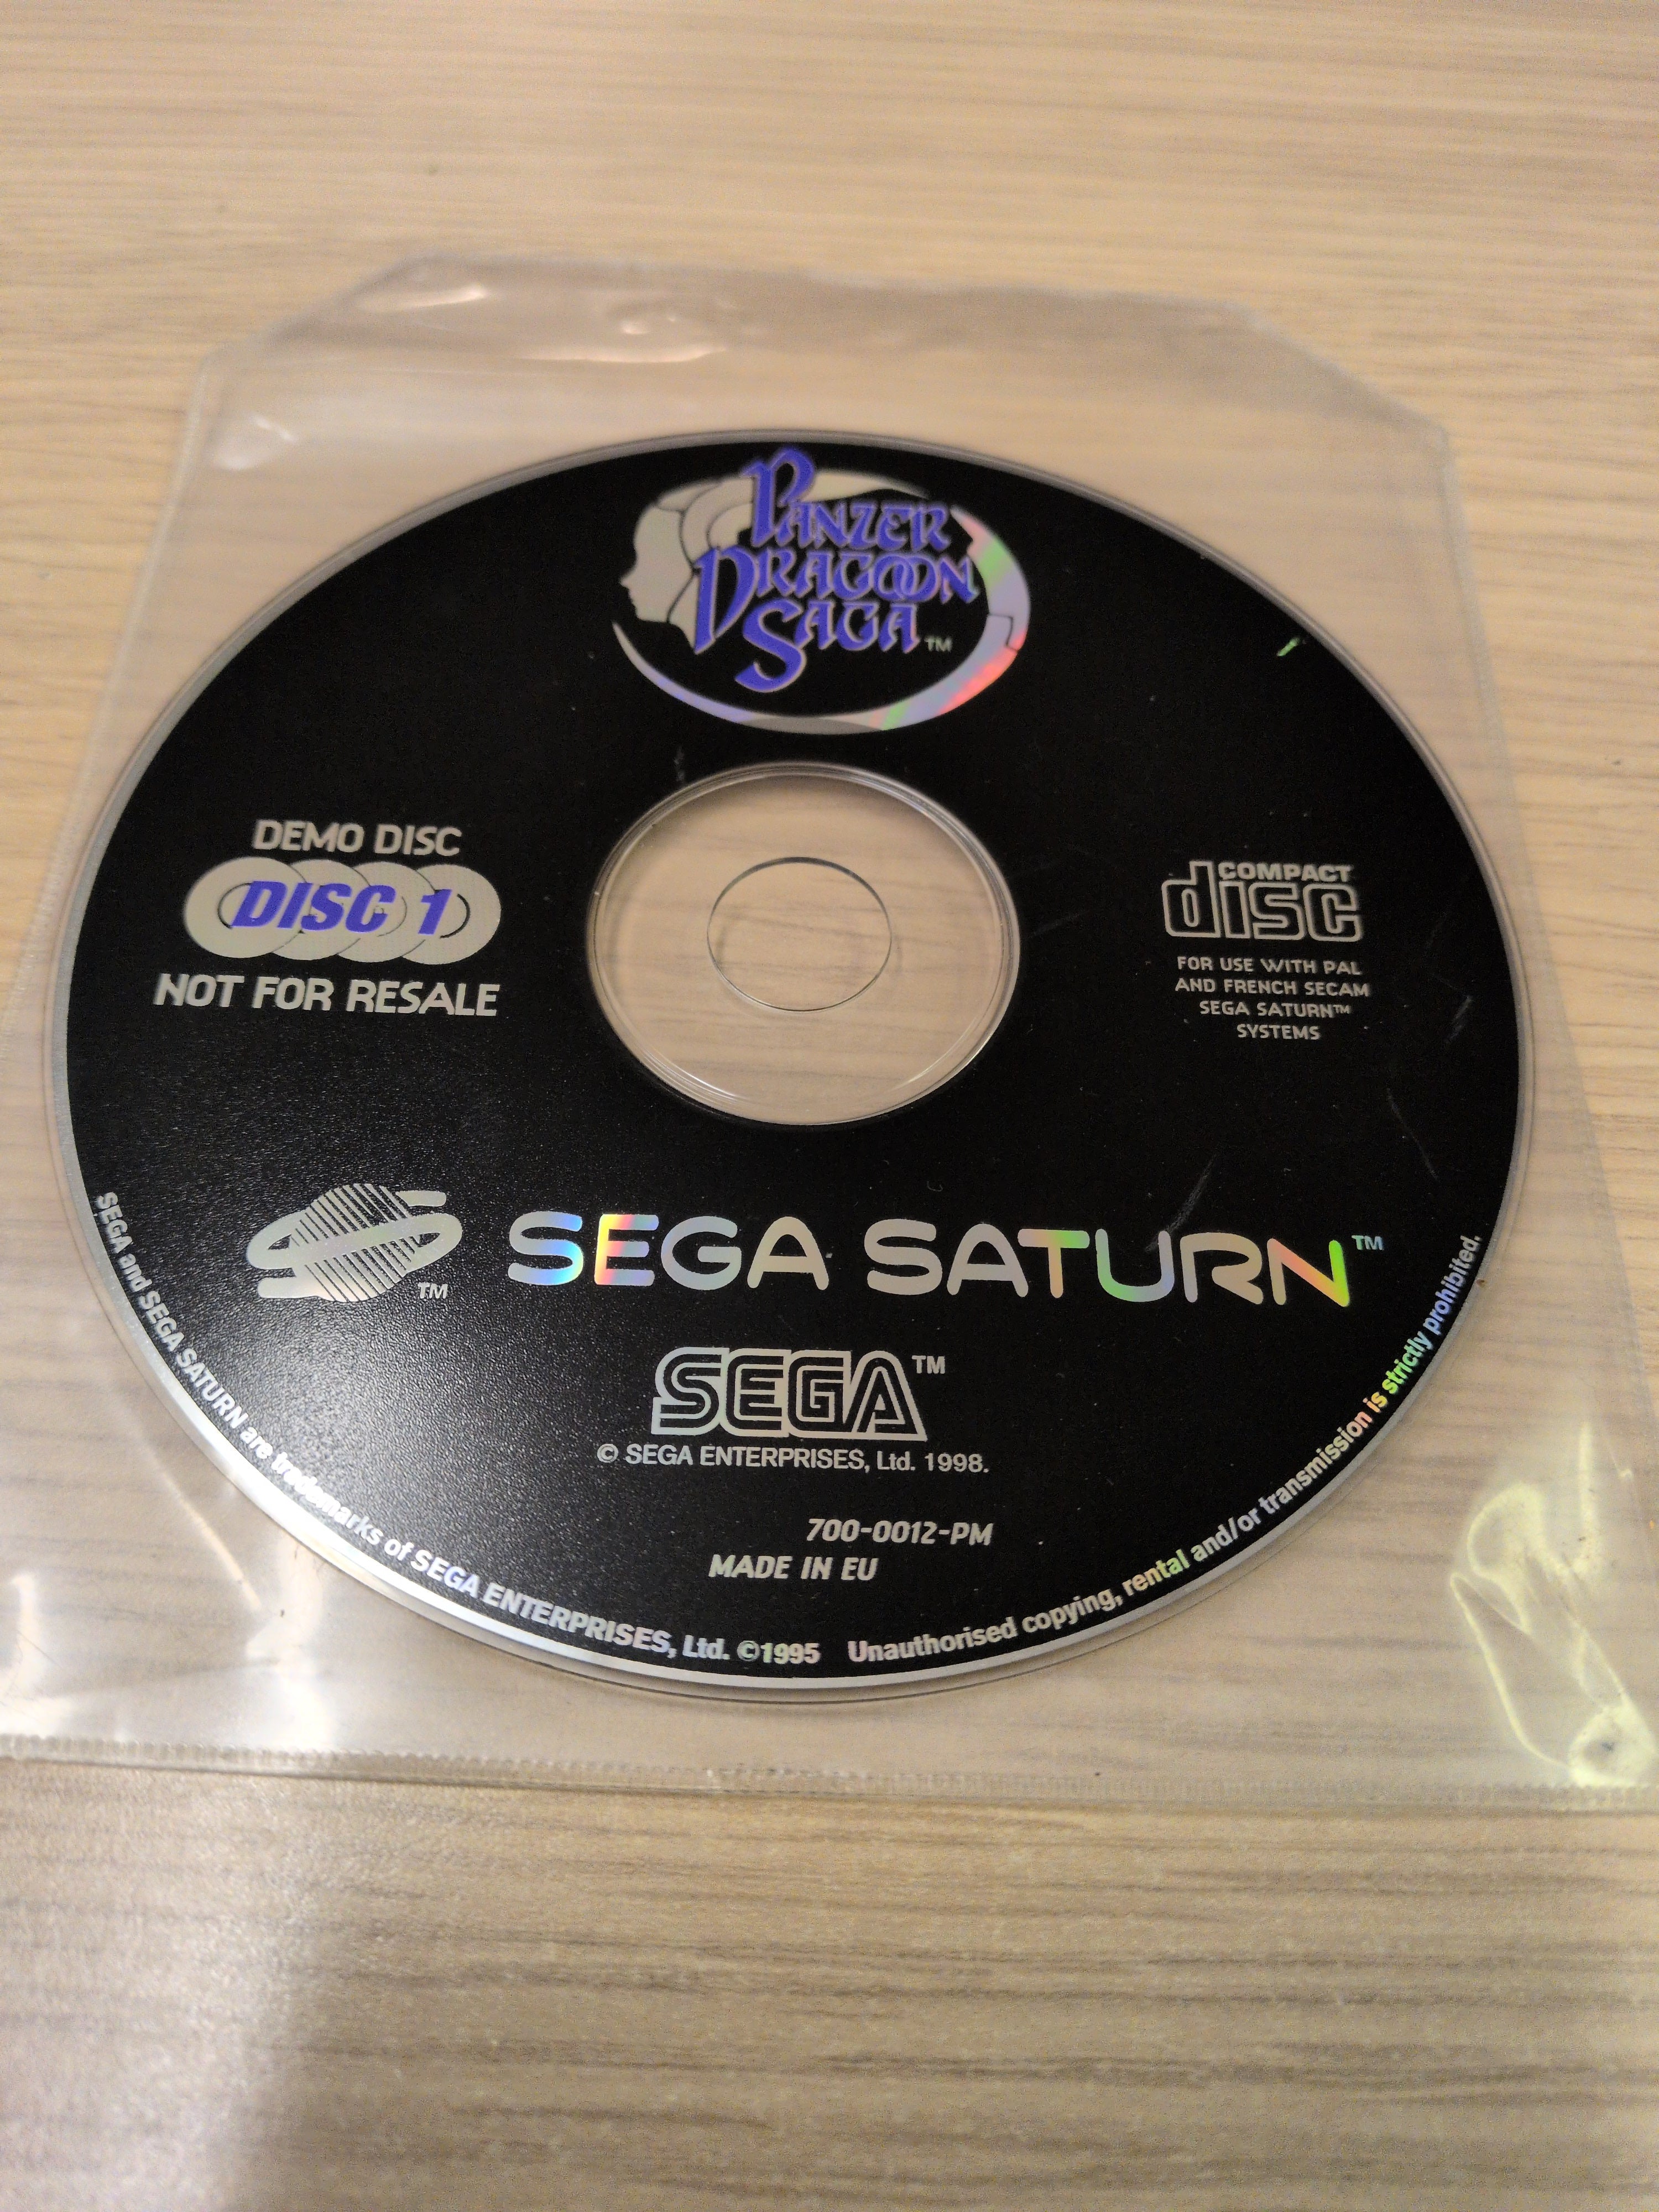 PANZER
DRAGOON
SAGA™
DEMO DISC
DISC 1
NOT FOR RESALE
COMPACT
disc
FOR USE WITH PAL
AND FRENCH SECAM
SEGA SATURN™
SYSTEMS
TM
SEGA SATURN™
SEGA™
© SEGA ENTERPRISES, Ltd. 1998.
700-0012-PM
MADE IN EU
SEGA and SEGA SATURN are trademarks of SEGA ENTERPRISES, Ltd. ©1995 Unauthorised copying, rental and/or transmission is strictly prohibited.